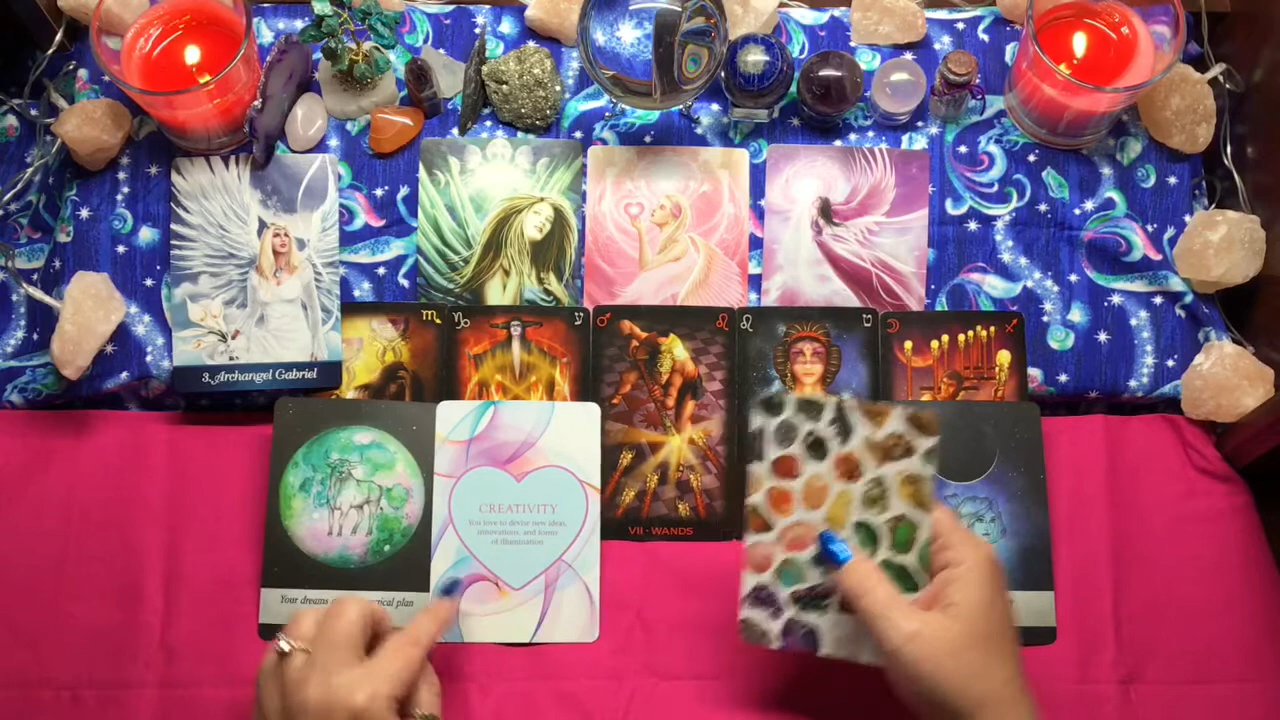 3. Archangel Gabriel
VII · WANDS
CREATIVITY
You love to devise new ideas,
innovations, and forms
of illumination
Your dreams plan